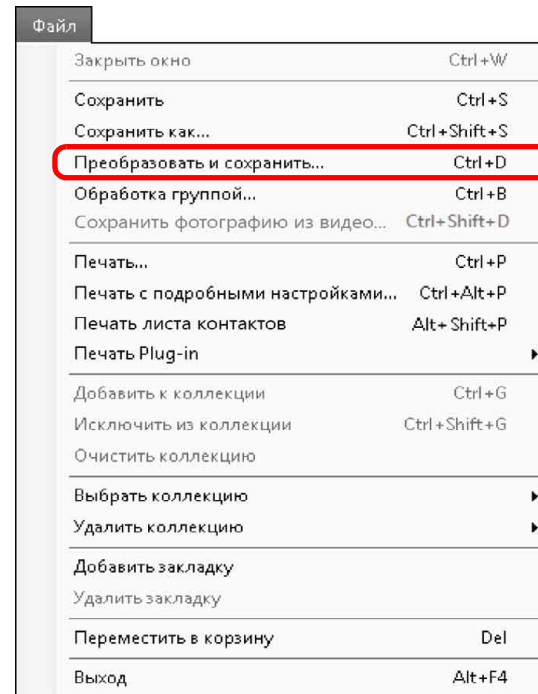 Файл
Закрыть окно Ctrl+W
Сохранить Ctrl+S
Сохранить как... Ctrl+Shift+S
Преобразовать и сохранить... Ctrl+D
Обработка группой... Ctrl+B
Сохранить фотографию из видео... Ctrl+Shift+D
Печать... Ctrl+P
Печать с подробными настройками... Ctrl+Alt+P
Печать листа контактов Alt+Shift+P
Печать Plug-in
Добавить к коллекции Ctrl+G
Исключить из коллекции Ctrl+Shift+G
Очистить коллекцию
Выбрать коллекцию
Удалить коллекцию
Добавить закладку
Удалить закладку
Переместить в корзину Del
Выход Alt+F4